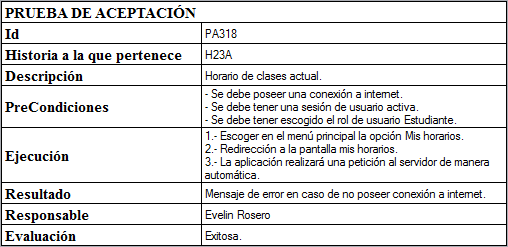 PRUEBA DE ACEPTACIÓN
Id PA318
Historia a la que pertenece H23A
Descripción Horario de clases actual.
PreCondiciones
- Se debe poseer una conexión a internet.
- Se debe tener una sesión de usuario activa.
- Se debe tener escogido el rol de usuario Estudiante.
Ejecución
1.- Escoger en el menú principal la opción Mis horarios.
2.- Redirección a la pantalla mis horarios.
3.- La aplicación realizará una petición al servidor de manera
automática.
Resultado Mensaje de error en caso de no poseer conexión a internet.
Responsable Evelin Rosero
Evaluación Exitosa.